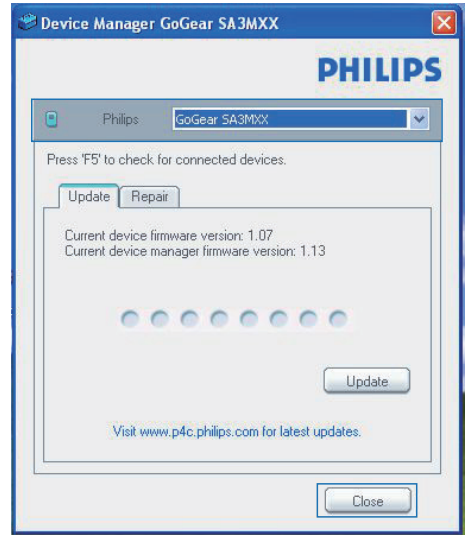 Device Manager GoGear SA3MXX
PHILIPS
Philips GoGear SA3MXX
Press 'F5' to check for connected devices.
Update Repair
Current device firmware version: 1.07
Current device manager firmware version: 1.13
Update
Visit www.p4c.philips.com for latest updates.
Close